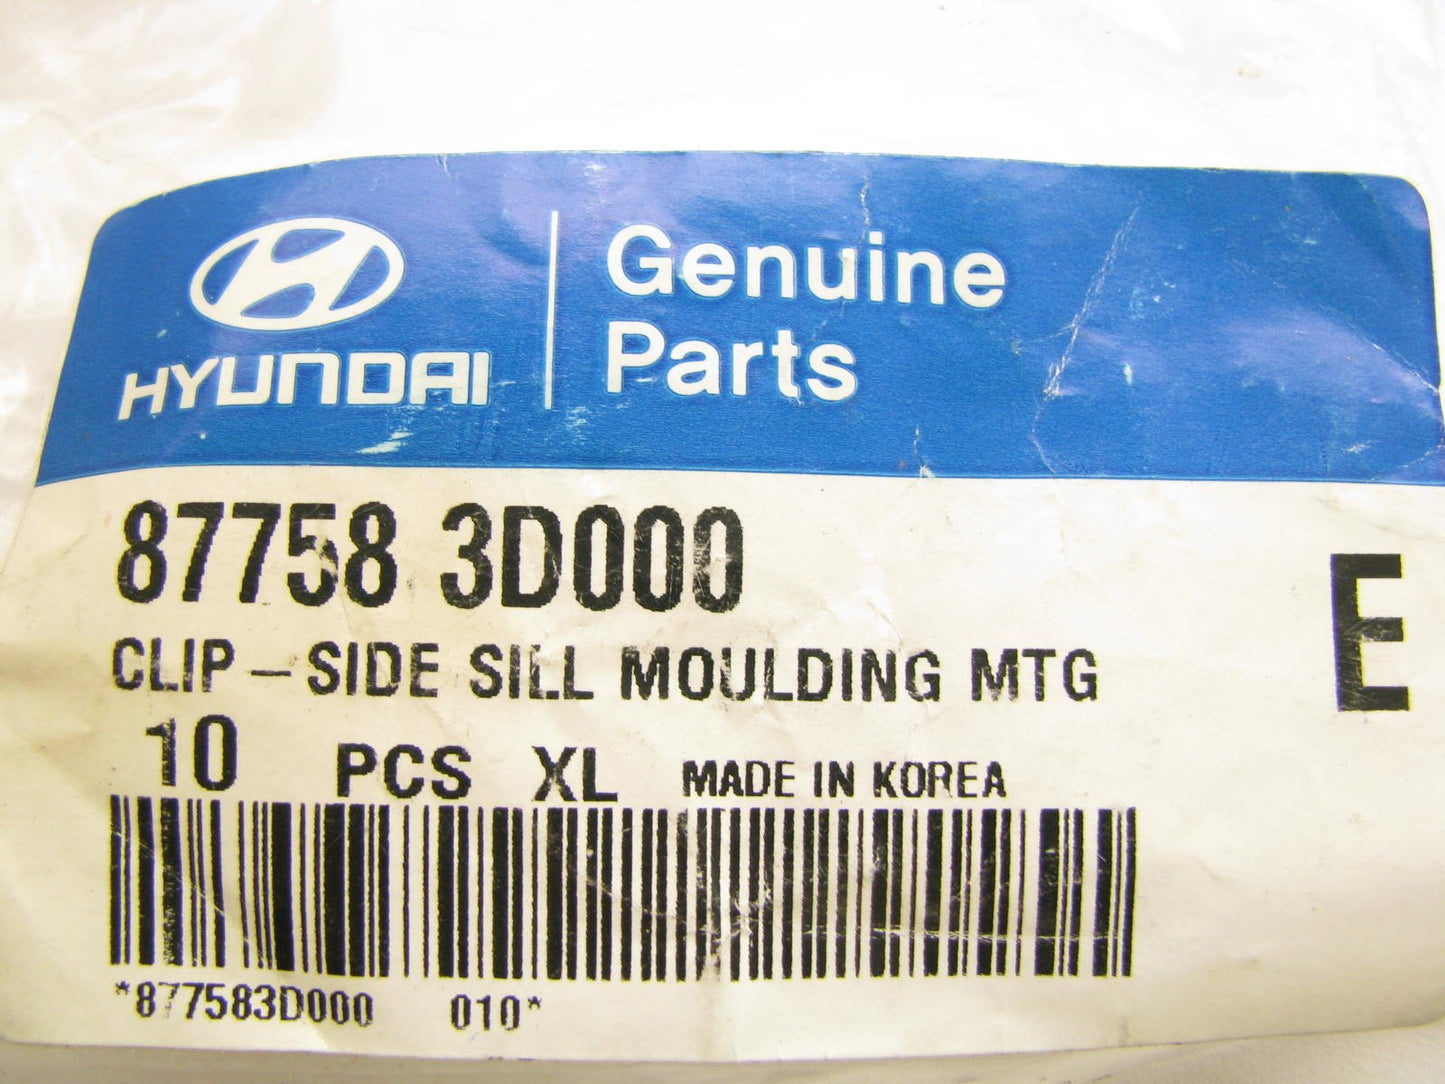 HYUNDAI
Genuine
Parts
87758 3D000
E
CLIP-SIDE SILL MOULDING MTG
10 PCS XL MADE IN KOREA
*877583D000 010*